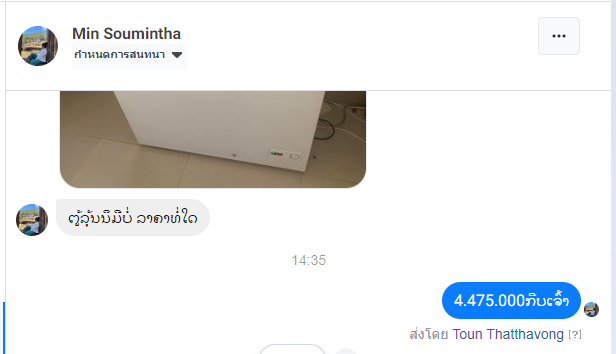 Min Soumintha
กำหนดการสนทนา
ຕູ້ລຸ້ນນີ້ມີບໍ່ ລາຄາທໍ່ໃດ
14:35
4.475.000ກີບເຈົ້າ
ส่งโดย Toun Thatthavong [?]